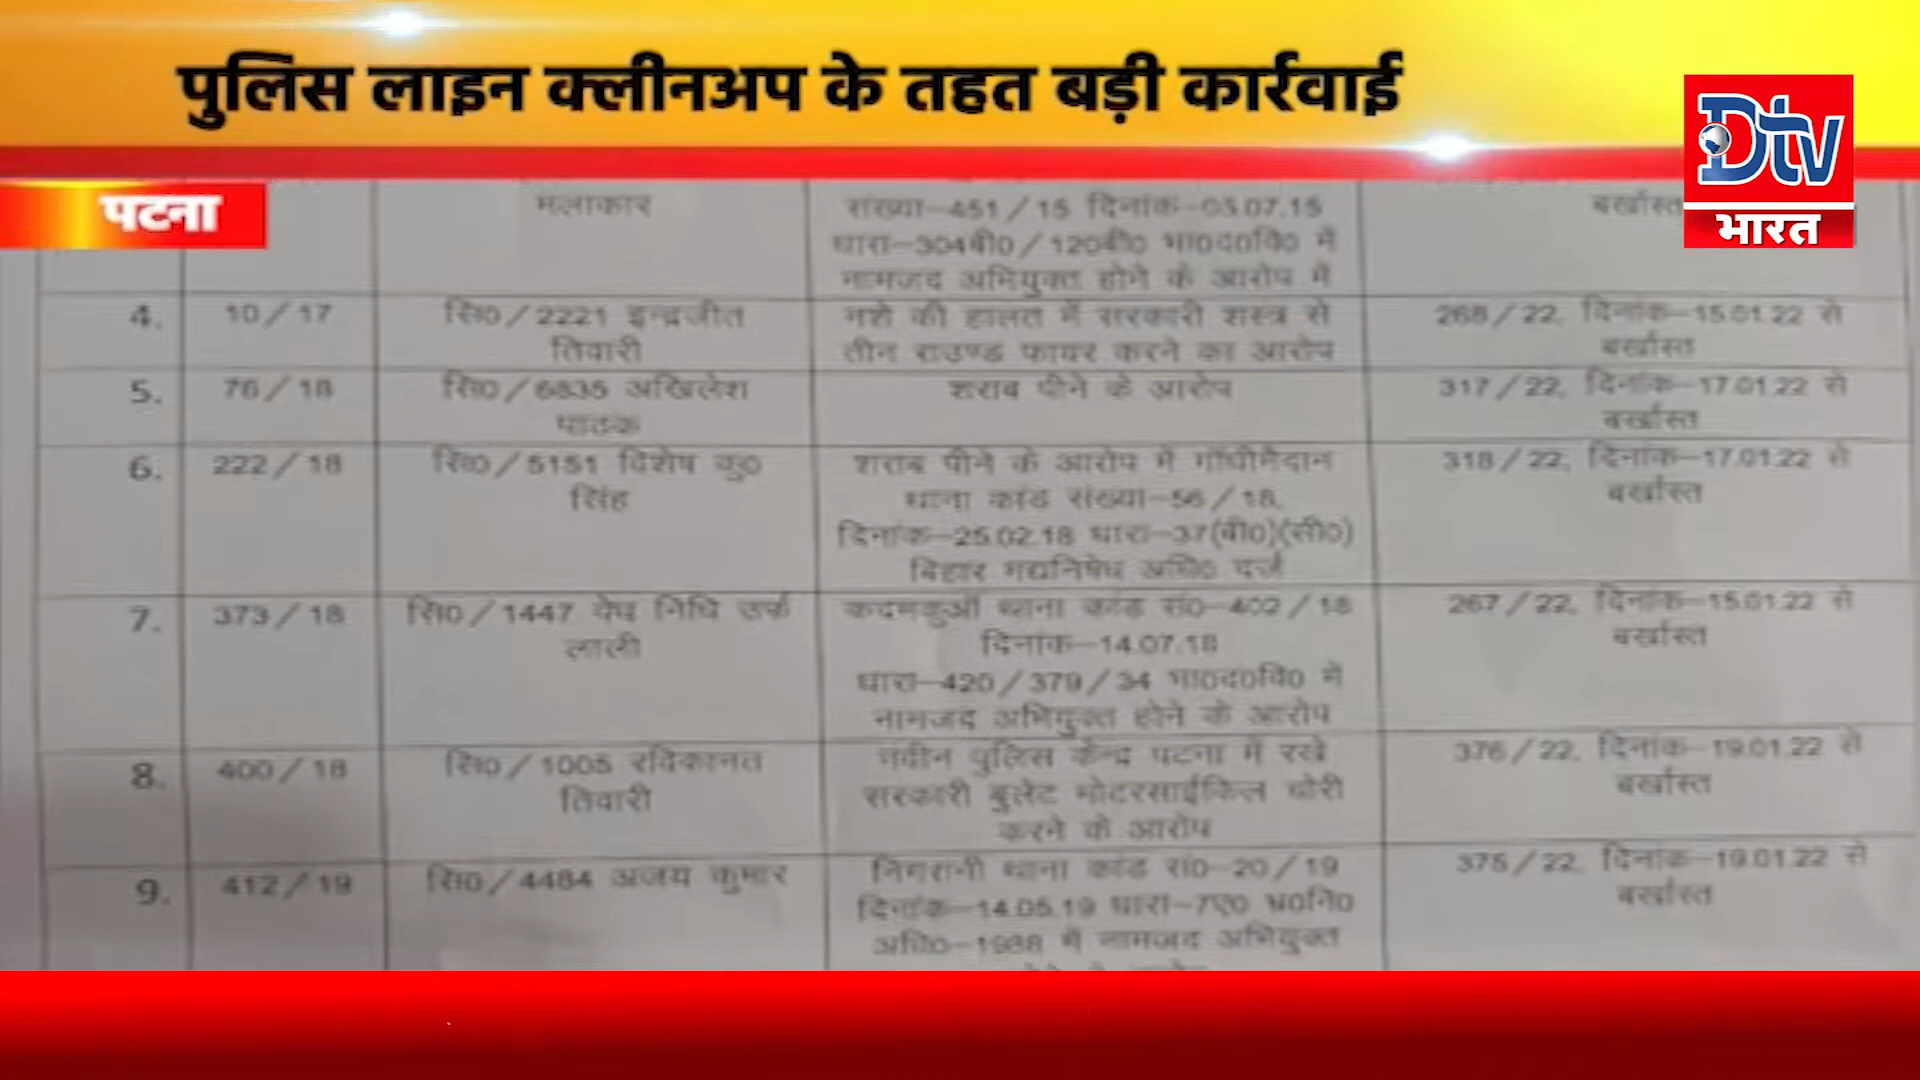 पुलिस लाइन क्लीनअप के तहत बड़ी कार्रवाई
Dtv
भारत
पटना
मलाकार
संख्या–451/15 दिनांक–05.07.15
धारा–304बी0/120बी0 भा0द0वि0 में
नामजद अभियुक्त होने के आरोप में
बर्खास्त
4.
10/17
सि0/2221 इन्द्रजीत
तिवारी
नशे की हालत में सरकारी शस्त्र से
तीन राउण्ड फायर करने का आरोप
268/22, दिनांक–15.01.22 से
बर्खास्त
5.
76/18
सि0/6835 अखिलेश
पाठक
शराब पीने के आरोप
317/22, दिनांक–17.01.22 से
बर्खास्त
6.
222/18
सि0/5151 विशेष कु0
सिंह
शराब पीने के आरोप में गाँधीमैदान
थाना कांड संख्या–56/18,
दिनांक–25.02.18 धारा–37(बी0)(सी0)
बिहार मद्यनिषेध अधि0 दर्ज
318/22, दिनांक–17.01.22 से
बर्खास्त
7.
373/18
सि0/1447 निधि उर्फ
लाली
कदमकुआँ थाना कांड सं0–402/18
दिनांक–14.07.18
धारा–420/379/34 भा0द0वि0 में
नामजद अभियुक्त होने के आरोप
267/22, दिनांक–15.01.22 से
बर्खास्त
8.
400/18
सि0/1005 रविकान्त
तिवारी
नवीन पुलिस केन्द्र पटना में रखे
सरकारी बुलेट मोटरसाईकिल चोरी
करने के आरोप
376/22, दिनांक–19.01.22 से
बर्खास्त
9.
412/19
सि0/4484 अजय कुमार
निगरानी थाना कांड सं0–20/19
दिनांक–14.05.19 धारा–7ए0 भ्र0नि0
अधि0–1988 में नामजद अभियुक्त
375/22, दिनांक–19.01.22 से
बर्खास्त